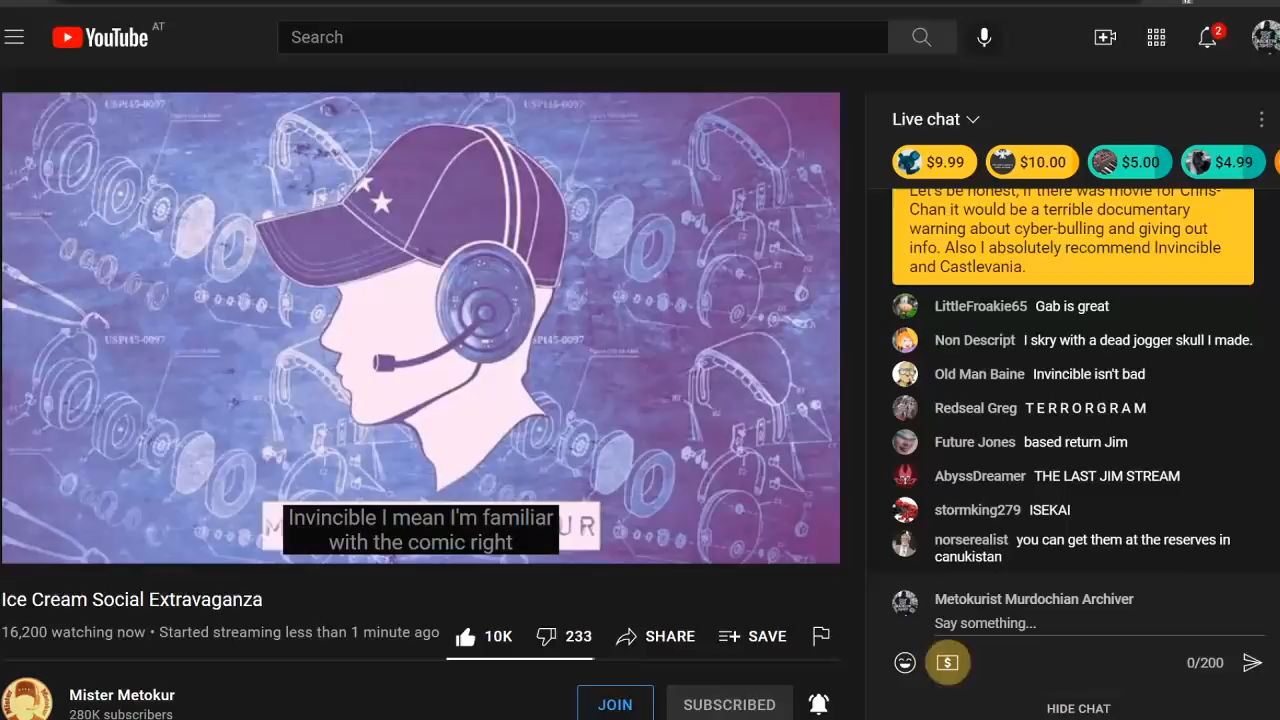 YouTube AT
Search
2
USPt45-0097
USPt45-0097
USPt45-0097
Invincible I mean I'm familiar
with the comic right
Ice Cream Social Extravaganza
16,200 watching now • Started streaming less than 1 minute ago
10K
233
SHARE
SAVE
Mister Metokur
280K subscribers
JOIN
SUBSCRIBED
Live chat
$9.99
$10.00
$5.00
$4.99
Let's be honest, if there was movie for Chris-
Chan it would be a terrible documentary
warning about cyber-bulling and giving out
info. Also I absolutely recommend Invincible
and Castlevania.
LittleFroakie65 Gab is great
Non Descript I skry with a dead jogger skull I made.
Old Man Baine Invincible isn't bad
Redseal Greg T E R R O R G R A M
Future Jones based return Jim
AbyssDreamer THE LAST JIM STREAM
stormking279 ISEKAI
norserealist you can get them at the reserves in
canukistan
Metokurist Murdochian Archiver
Say something...
$
0/200
HIDE CHAT